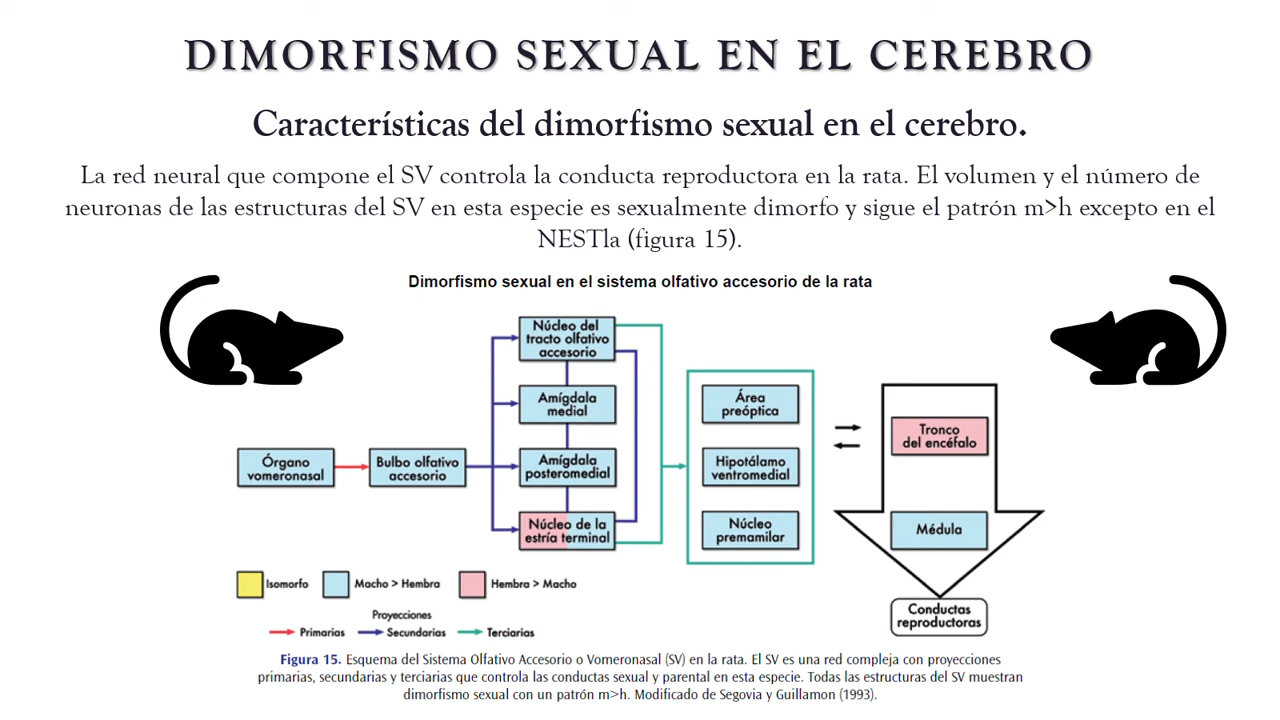 DIMORFISMO SEXUAL EN EL CEREBRO
Características del dimorfismo sexual en el cerebro.
La red neural que compone el SV controla la conducta reproductora en la rata. El volumen y el número de
neuronas de las estructuras del SV en esta especie es sexualmente dimorfo y sigue el patrón m>h excepto en el
NESTla (figura 15).
Dimorfismo sexual en el sistema olfativo accesorio de la rata
Órgano
vomeronasal
Bulbo olfativo
accesorio
Núcleo del
tracto olfativo
accesorio
Amígdala
medial
Amígdala
posteromedial
Núcleo de la
estría terminal
Área
preóptica
Hipotálamo
ventromedial
Núcleo
premamilar
Tronco
del encéfalo
Médula
Conductas
reproductoras
Isomorfo
Macho > Hembra
Hembra > Macho
Proyecciones
Primarias
Secundarias
Terciarias
Figura 15. Esquema del Sistema Olfativo Accesorio o Vomeronasal (SV) en la rata. El SV es una red compleja con proyecciones
primarias, secundarias y terciarias que controla las conductas sexual y parental en esta especie. Todas las estructuras del SV muestran
dimorfismo sexual con un patrón m>h. Modificado de Segovia y Guillamon (1993).